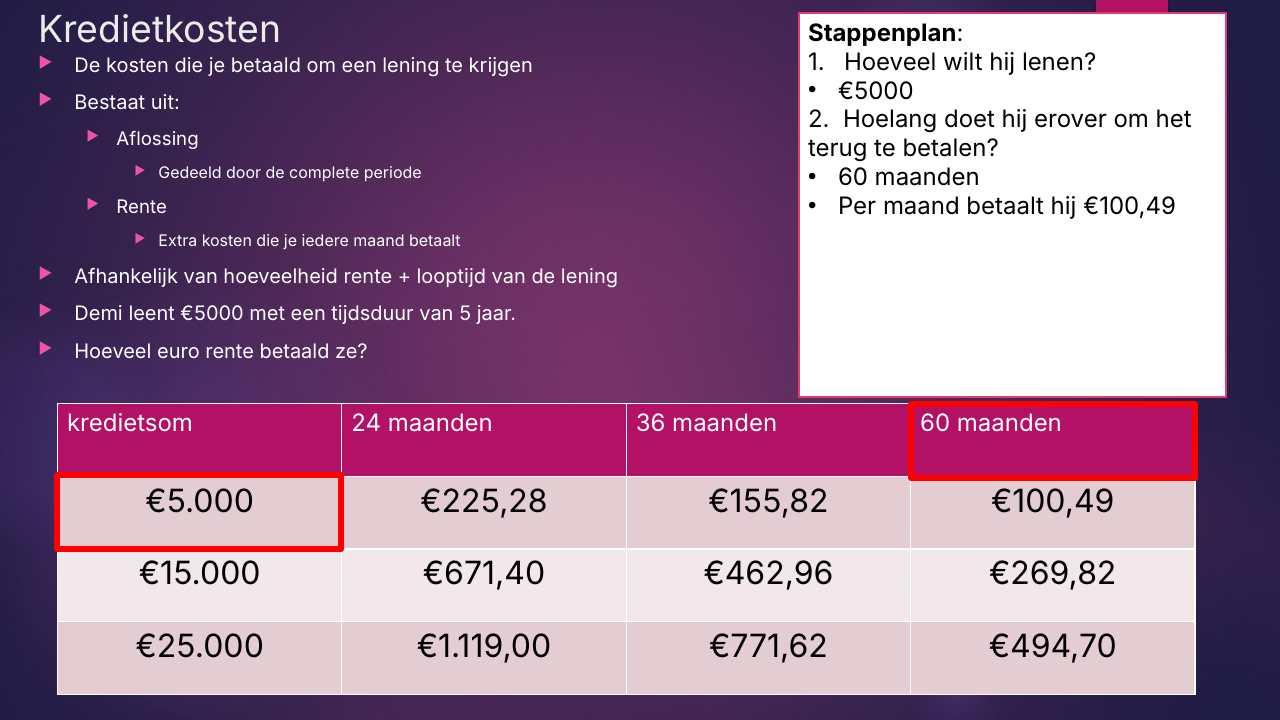 Kredietkosten
De kosten die je betaald om een lening te krijgen
Bestaat uit:
Aflossing
Gedeeld door de complete periode
Rente
Extra kosten die je iedere maand betaalt
Afhankelijk van hoeveelheid rente + looptijd van de lening
Demi leent €5000 met een tijdsduur van 5 jaar.
Hoeveel euro rente betaald ze?
Stappenplan:
1. Hoeveel wilt hij lenen?
• €5000
2. Hoelang doet hij erover om het
terug te betalen?
• 60 maanden
• Per maand betaalt hij €100,49
kredietsom 24 maanden 36 maanden 60 maanden
€5.000 €225,28 €155,82 €100,49
€15.000 €671,40 €462,96 €269,82
€25.000 €1.119,00 €771,62 €494,70